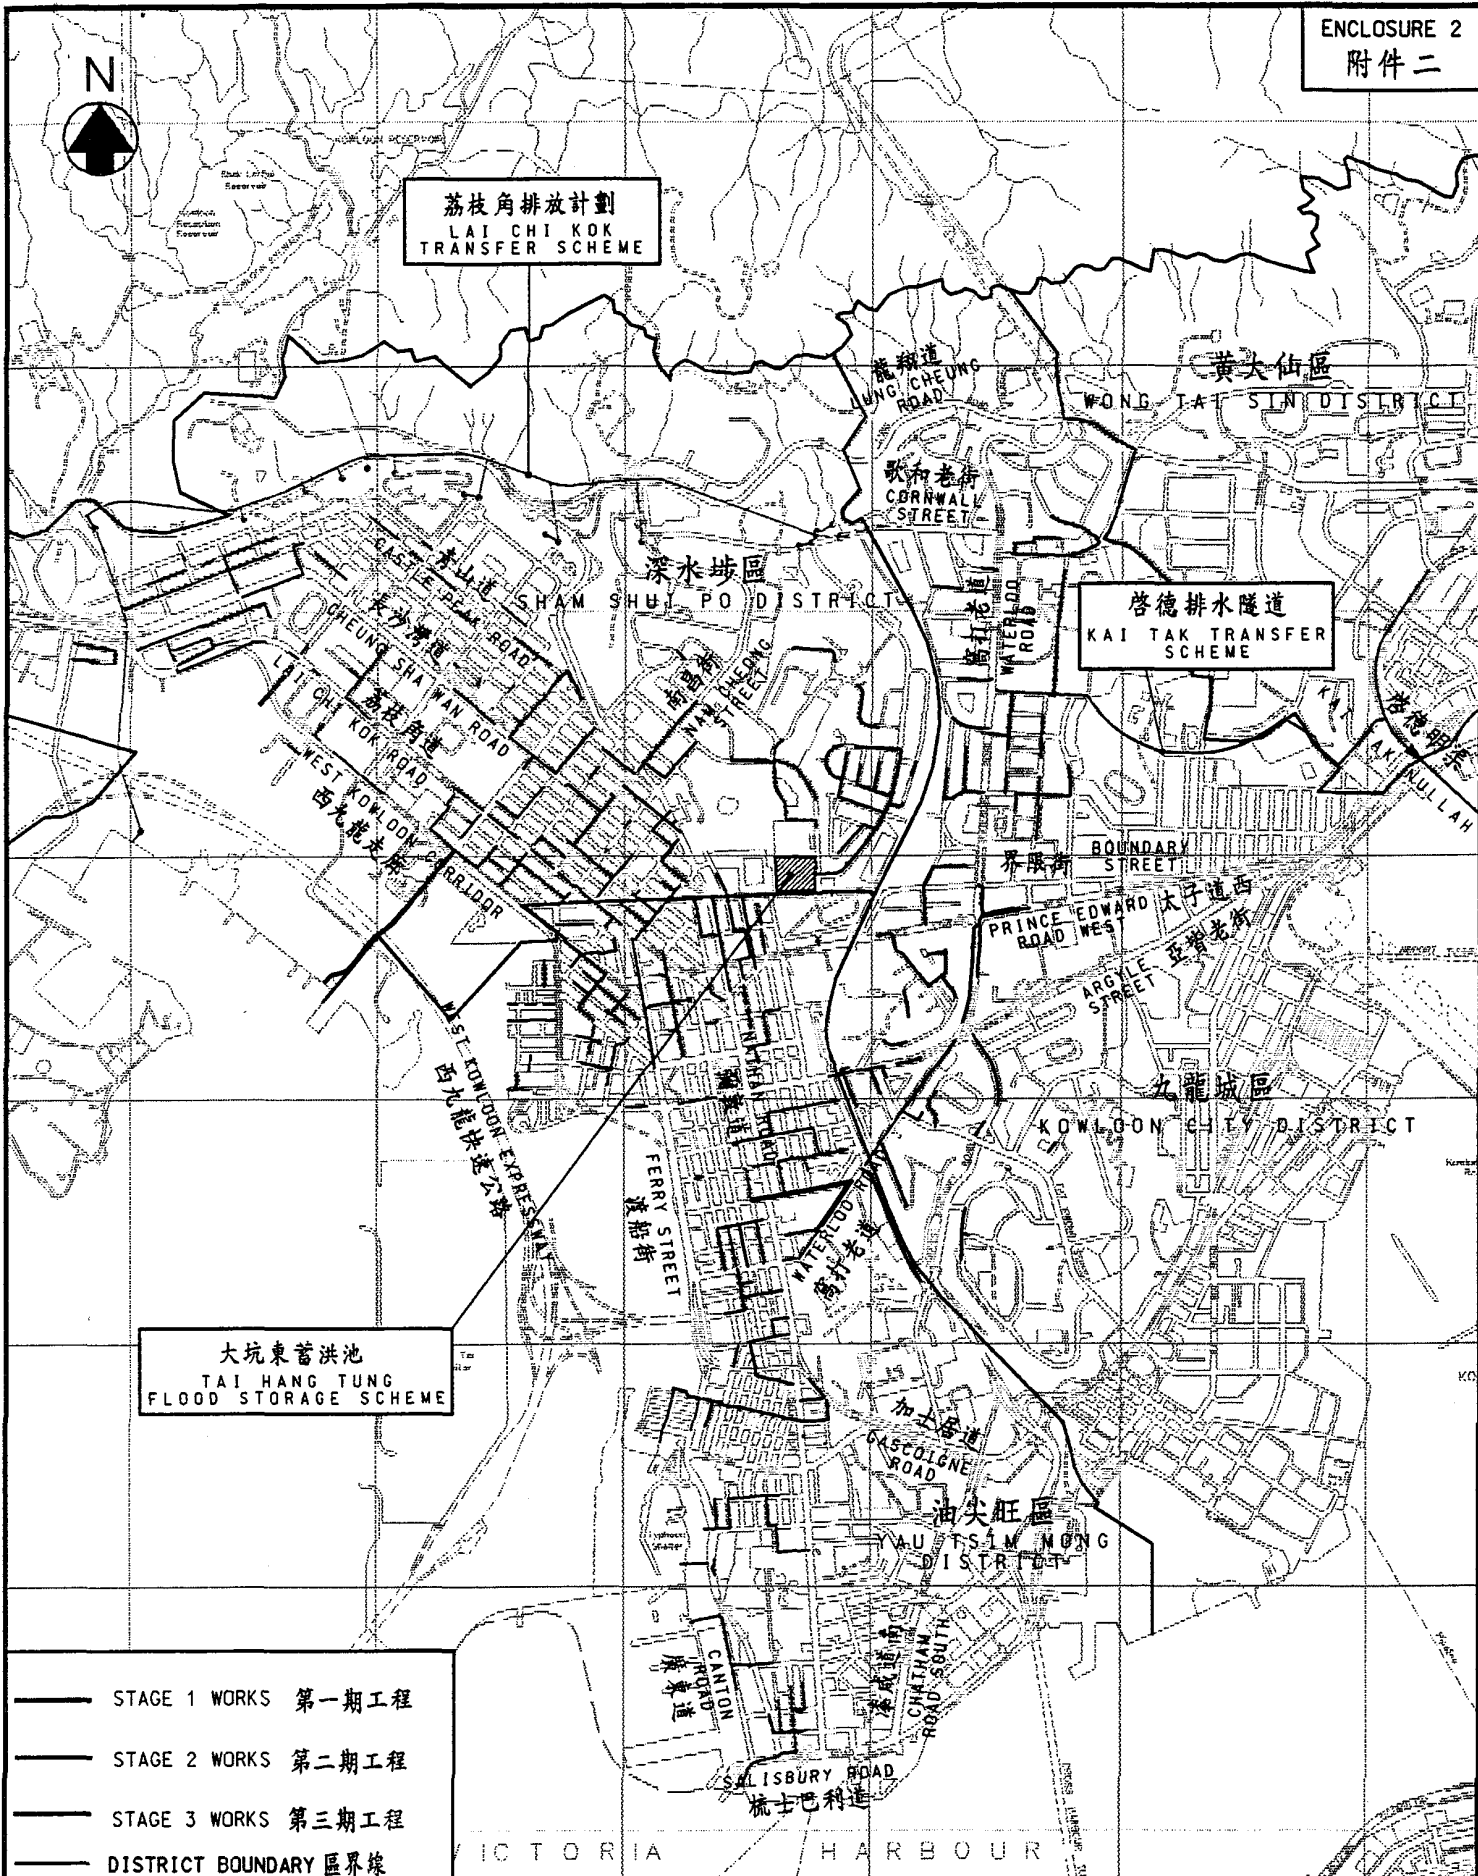 ENCLOSURE 2
附件二
N
KOWLOON RESERVOIR
荔枝角排放計劃
LAI CHI KOK
TRANSFER SCHEME
龍翔道
LUNG CHEUNG
ROAD
黃大仙區
WONG TAI SIN DISTRICT
歌和老街
CORNWALL
STREET
青山道
CASTLE PEAK ROAD
長沙灣道
CHEUNG SHA WAN ROAD
深水埗區
SHAM SHUI PO DISTRICT
窩打老道
WATERLOO
ROAD
啓德排水隧道
KAI TAK TRANSFER
SCHEME
荔枝角道
LAI CHI KOK ROAD
南昌街
NAM CHEONG
STREET
啓德明渠
KAI TAK NULLAH
WEST KOWLOON CORRIDOR
西九龍走廊
界限街
BOUNDARY
STREET
PRINCE EDWARD
ROAD WEST
太子道西
ARGYLE
STREET
亞皆老街
WEST KOWLOON EXPRESSWAY
西九龍快速公路
NATHAN ROAD
彌敦道
九龍城區
KOWLOON CITY DISTRICT
FERRY STREET
渡船街
WATERLOO ROAD
窩打老道
大坑東蓄洪池
TAI HANG TUNG
FLOOD STORAGE SCHEME
加士居道
GASCOIGNE
ROAD
油尖旺區
YAU TSIM MONG
DISTRICT
CANTON
ROAD
廣東道
漆咸道南
CHATHAM
ROAD SOUTH
SALISBURY ROAD
梳士巴利道
VICTORIA HARBOUR
STAGE 1 WORKS 第一期工程
STAGE 2 WORKS 第二期工程
STAGE 3 WORKS 第三期工程
DISTRICT BOUNDARY 區界線